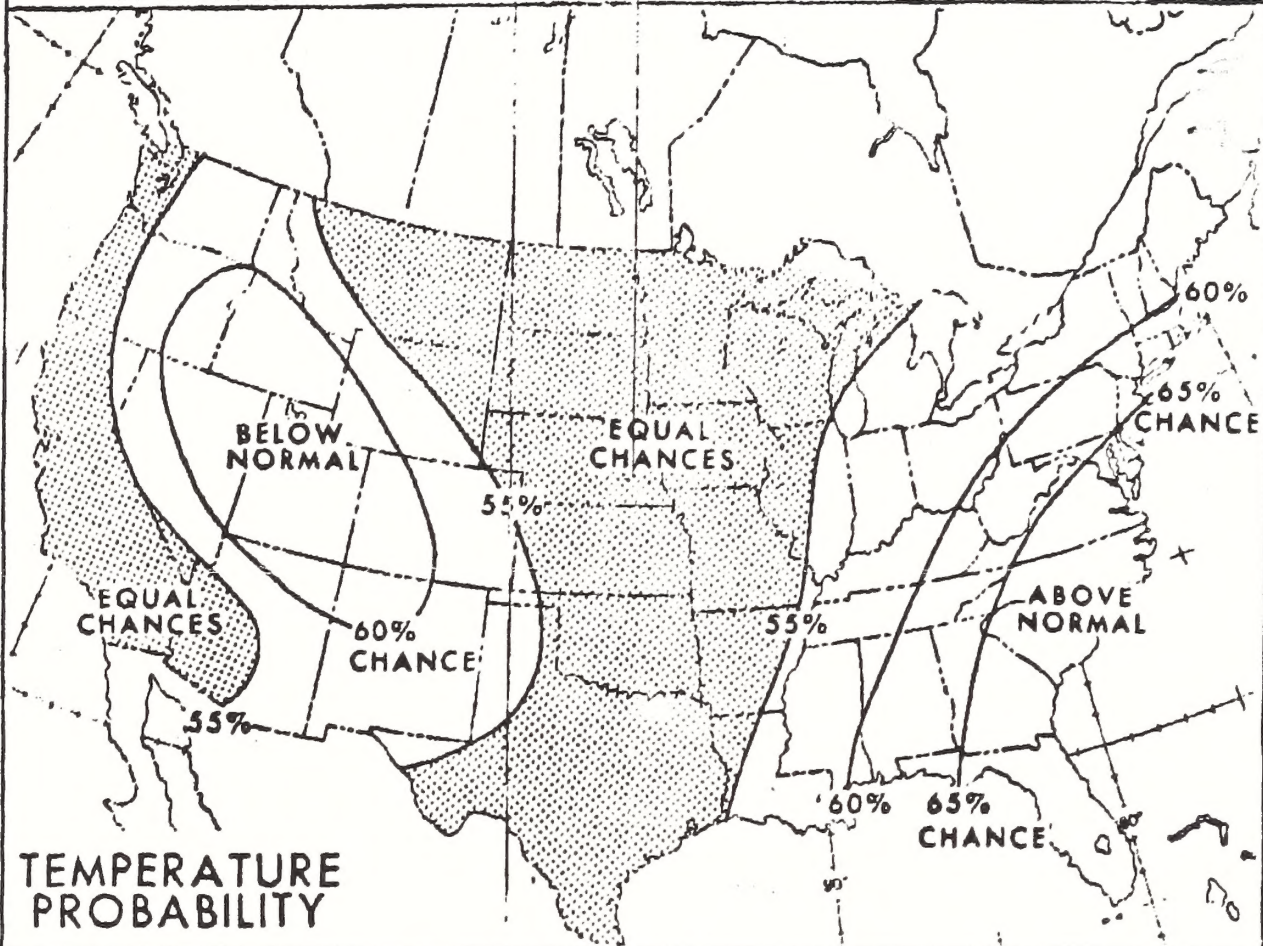 60%
65%
CHANCE
BELOW
NORMAL
EQUAL
CHANCES
55%
EQUAL
CHANCES
60%
CHANCE
55%
ABOVE
NORMAL
55%
60%
65%
CHANCE
TEMPERATURE
PROBABILITY